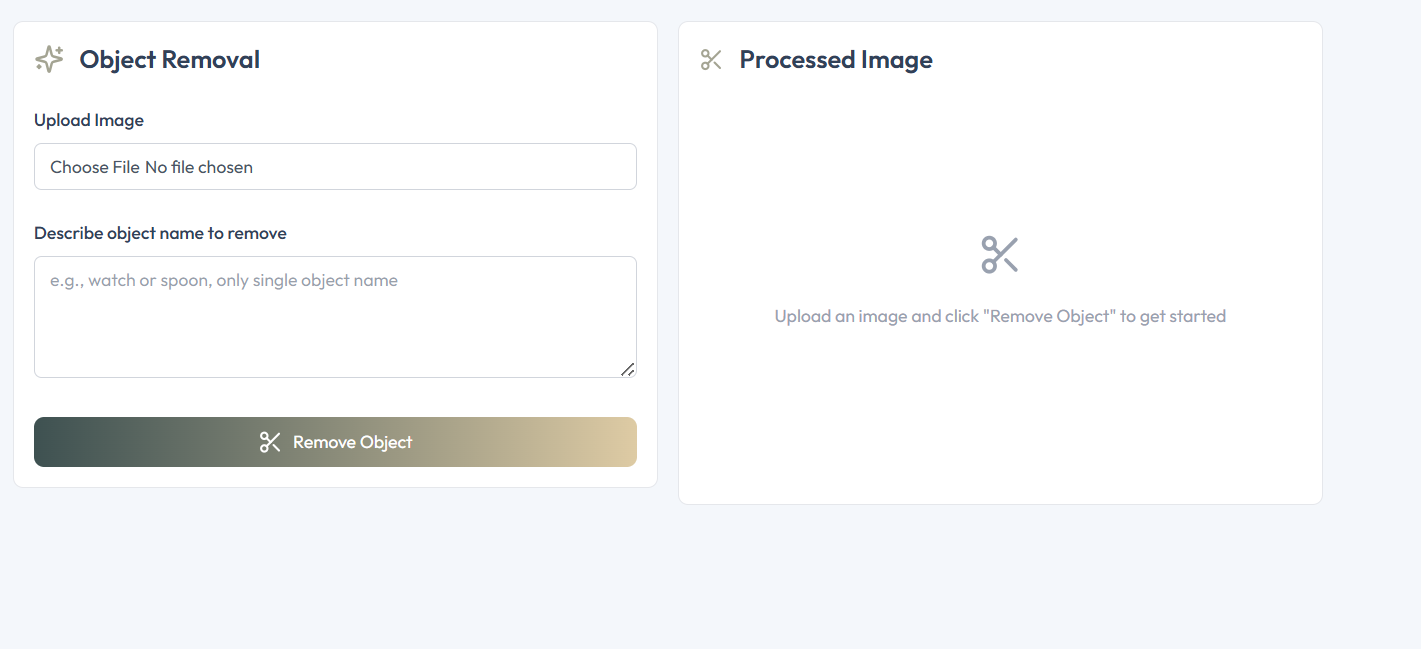 Object Removal
Upload Image
Choose File No file chosen
Describe object name to remove
e.g., watch or spoon, only single object name
Remove Object
Processed Image
Upload an image and click "Remove Object" to get started